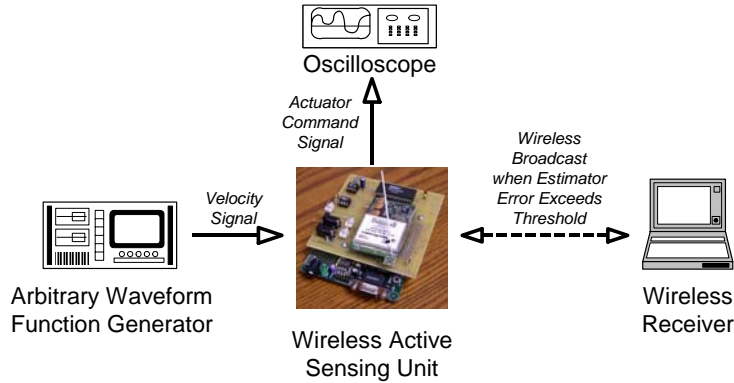 Oscilloscope
Actuator
Command
Signal
Wireless
Broadcast
when Estimator
Error Exceeds
Threshold
Velocity
Signal
Arbitrary Waveform
Function Generator
Wireless Active
Sensing Unit
Wireless
Receiver